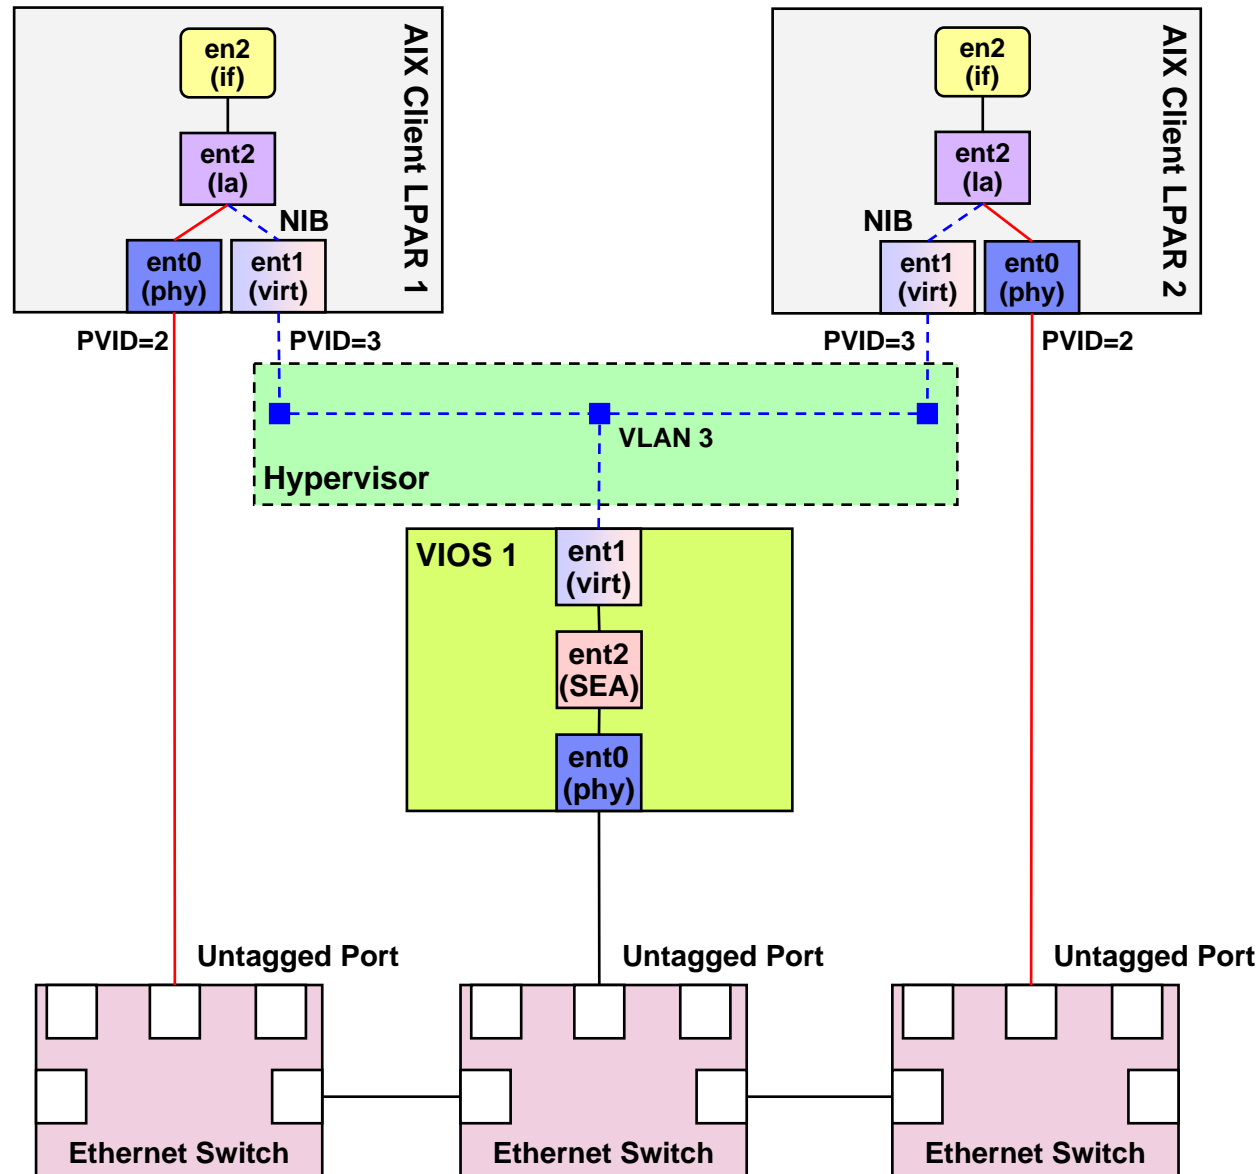 en2
(if)
ent2
(la)
NIB
ent0
(phy)
ent1
(virt)
AIX Client LPAR 1
PVID=2
PVID=3
en2
(if)
ent2
(la)
NIB
ent1
(virt)
ent0
(phy)
AIX Client LPAR 2
PVID=3
PVID=2
VLAN 3
Hypervisor
VIOS 1
ent1
(virt)
ent2
(SEA)
ent0
(phy)
Untagged Port
Untagged Port
Untagged Port
Ethernet Switch
Ethernet Switch
Ethernet Switch